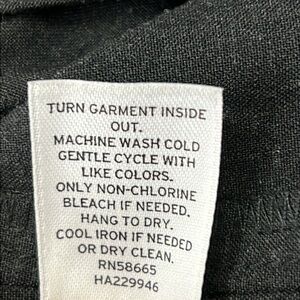 TURN GARMENT INSIDE
OUT.
MACHINE WASH COLD
GENTLE CYCLE WITH
LIKE COLORS.
ONLY NON-CHLORINE
BLEACH IF NEEDED.
HANG TO DRY.
COOL IRON IF NEEDED
OR DRY CLEAN.
RN58665
HA229946